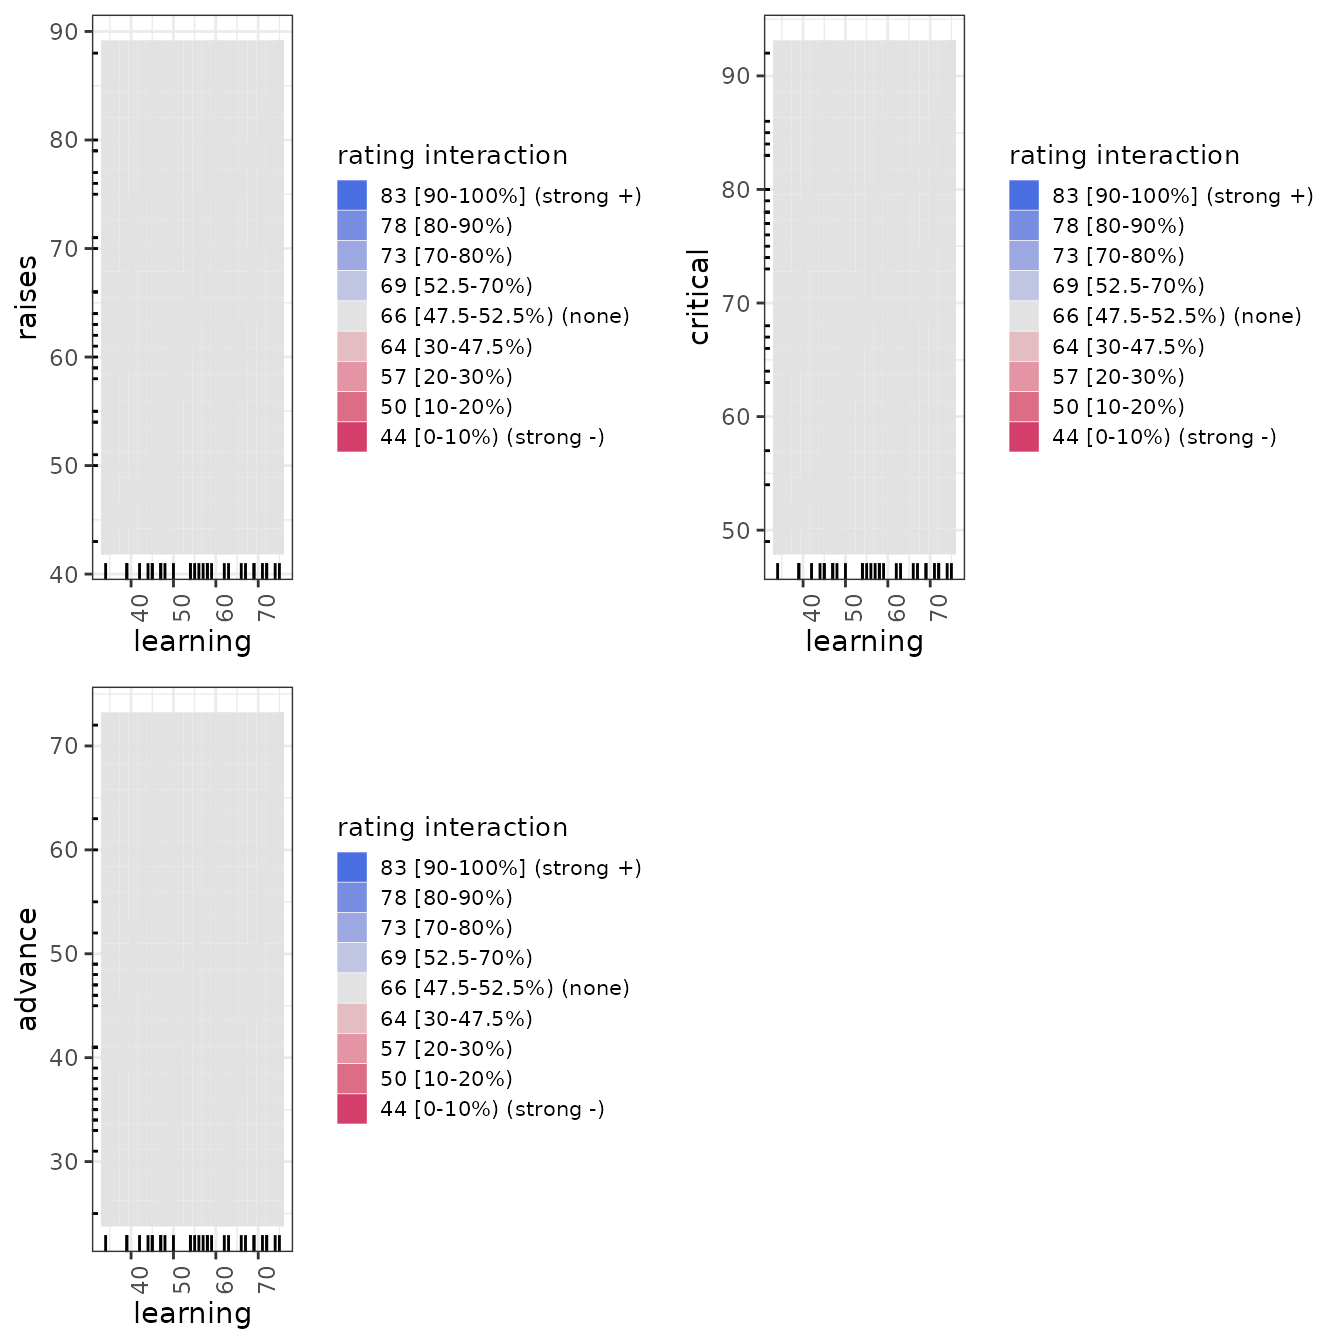 90
80
70
60
50
40
raises
40
50
60
70
learning
rating interaction
83 [90-100%] (strong +)
78 [80-90%)
73 [70-80%)
69 [52.5-70%)
66 [47.5-52.5%) (none)
64 [30-47.5%)
57 [20-30%)
50 [10-20%)
44 [0-10%) (strong -)
90
80
70
60
50
critical
40
50
60
70
learning
rating interaction
83 [90-100%] (strong +)
78 [80-90%)
73 [70-80%)
69 [52.5-70%)
66 [47.5-52.5%) (none)
64 [30-47.5%)
57 [20-30%)
50 [10-20%)
44 [0-10%) (strong -)
70
60
50
40
30
advance
40
50
60
70
learning
rating interaction
83 [90-100%] (strong +)
78 [80-90%)
73 [70-80%)
69 [52.5-70%)
66 [47.5-52.5%) (none)
64 [30-47.5%)
57 [20-30%)
50 [10-20%)
44 [0-10%) (strong -)